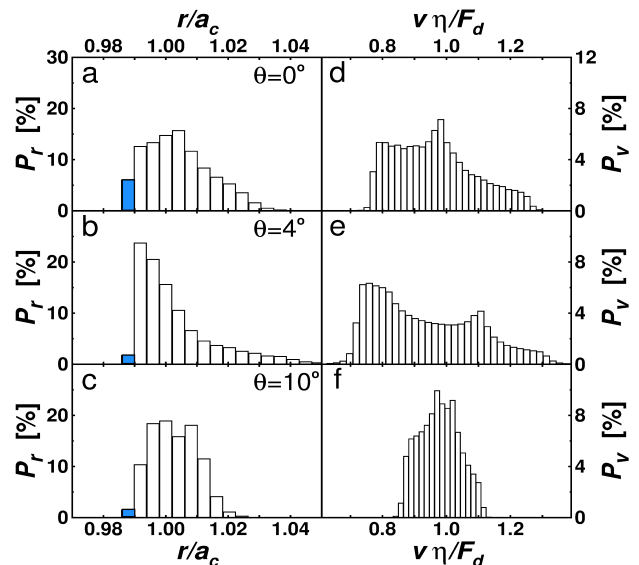 r/a_c v η/F_d
0.98 1.00 1.02 1.04 0.8 1.0 1.2
30 a θ=0° d 12
20 8
10 4
0 0
P_r [%] P_v [%]
b θ=4° e
20 8
10 4
0 0
P_r [%] P_v [%]
c θ=10° f
20 8
10 4
0 0
P_r [%] P_v [%]
0.98 1.00 1.02 1.04 0.8 1.0 1.2
r/a_c v η/F_d